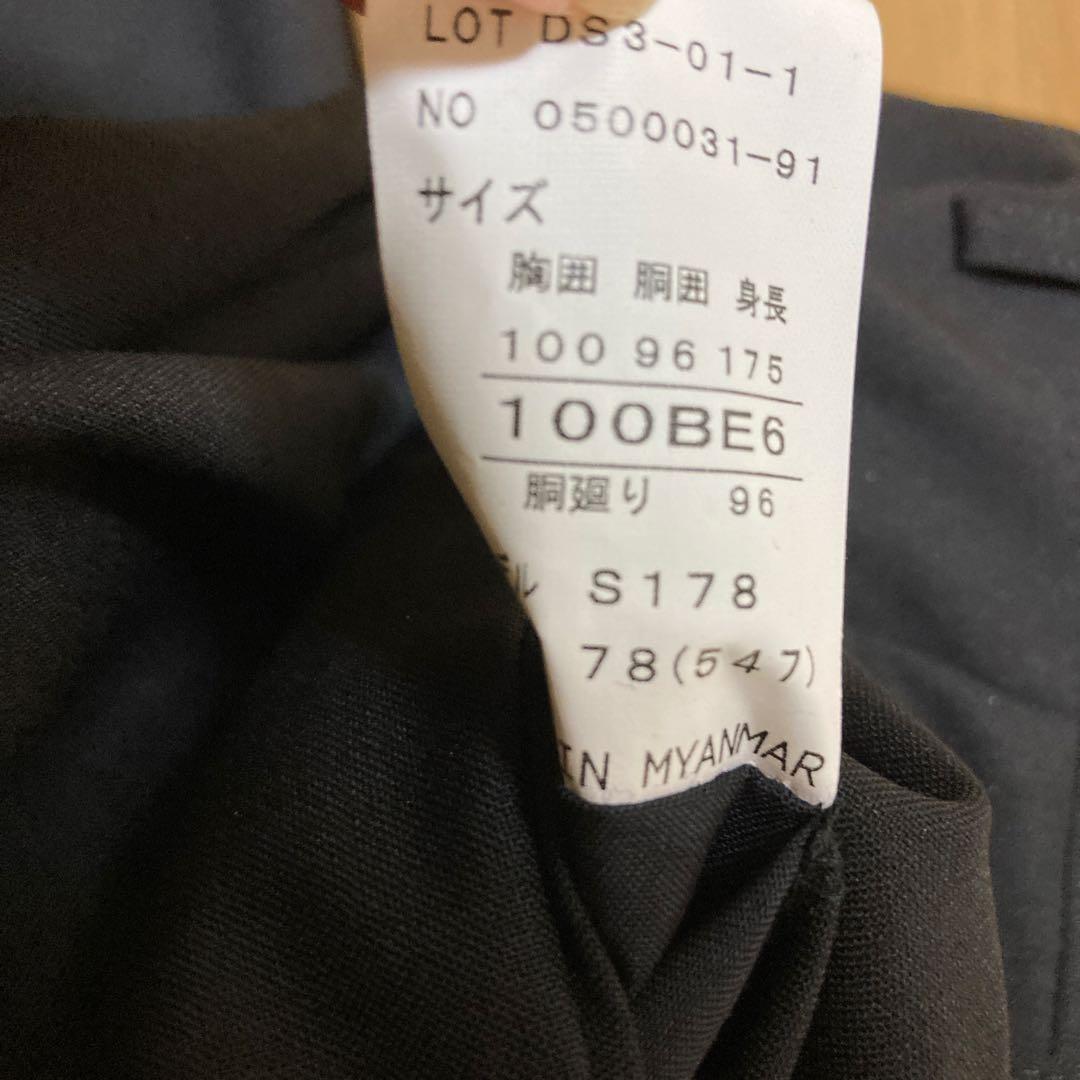 LOT DS3-01-1
NO 0500031-91
サイズ
胸囲 胴囲 身長
100 96 175
100BE6
胴廻り 96
ル S178
78(547)
IN MYANMAR